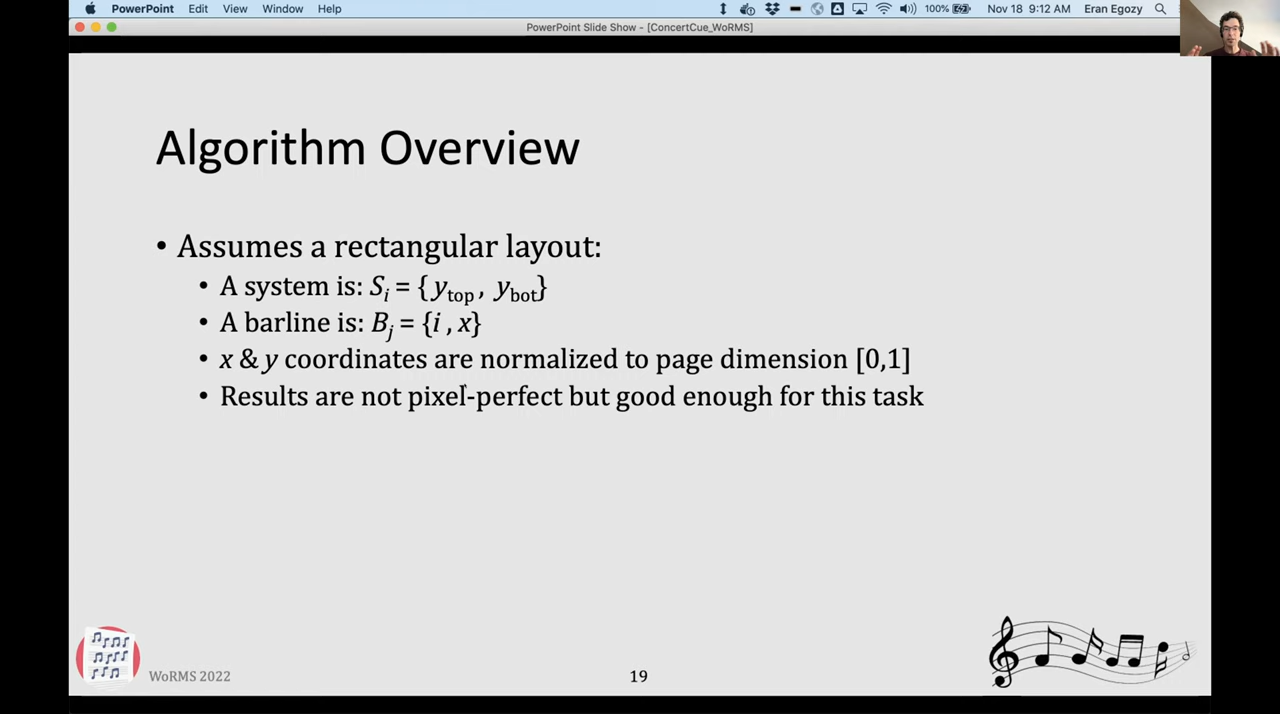 PowerPoint Edit View Window Help 100% Nov 18 9:12 AM Eran Egozy
PowerPoint Slide Show - [ConcertCue_WoRMS]
Algorithm Overview
• Assumes a rectangular layout:
• A system is: Sᵢ = { y_top , y_bot}
• A barline is: Bⱼ = {i , x}
• x & y coordinates are normalized to page dimension [0,1]
• Results are not pixel-perfect but good enough for this task
WoRMS 2022
19